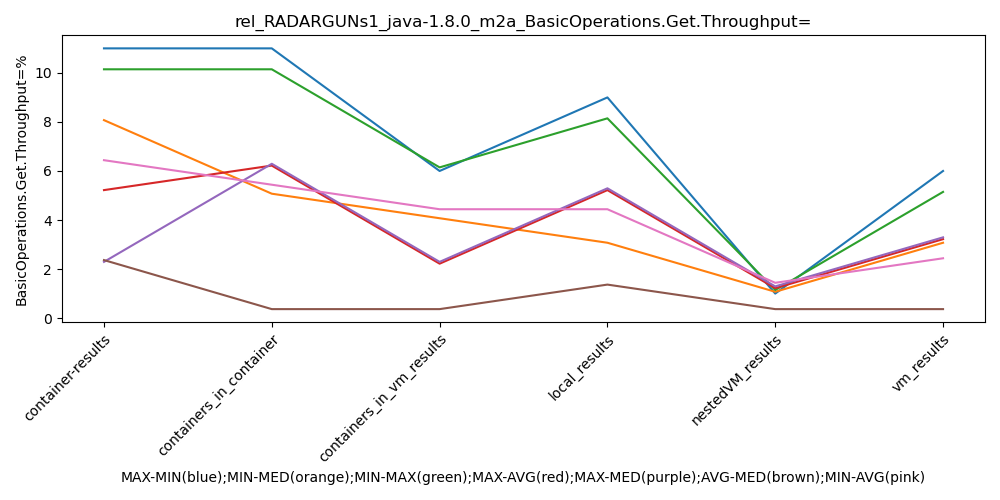 rel_RADARGUNs1_java-1.8.0_m2a_BasicOperations.Get.Throughput=
BasicOperations.Get.Throughput=%
10
8
6
4
2
0
container-results
containers_in_container
containers_in_vm_results
local_results
nestedVM_results
vm_results
MAX-MIN(blue);MIN-MED(orange);MIN-MAX(green);MAX-AVG(red);MAX-MED(purple);AVG-MED(brown);MIN-AVG(pink)